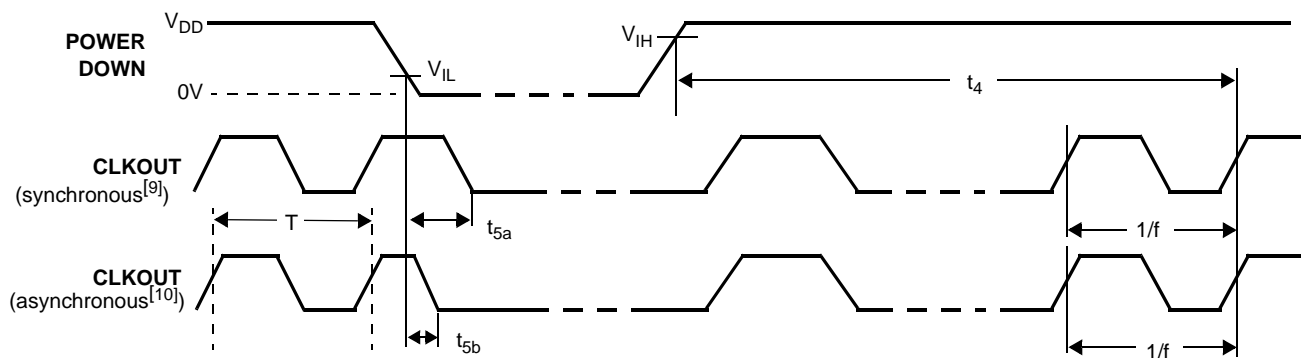 V_DD
POWER
DOWN
V_IL
V_IH
0V
t_4
CLKOUT
(synchronous[9])
T
t_5a
1/f
CLKOUT
(asynchronous[10])
t_5b
1/f